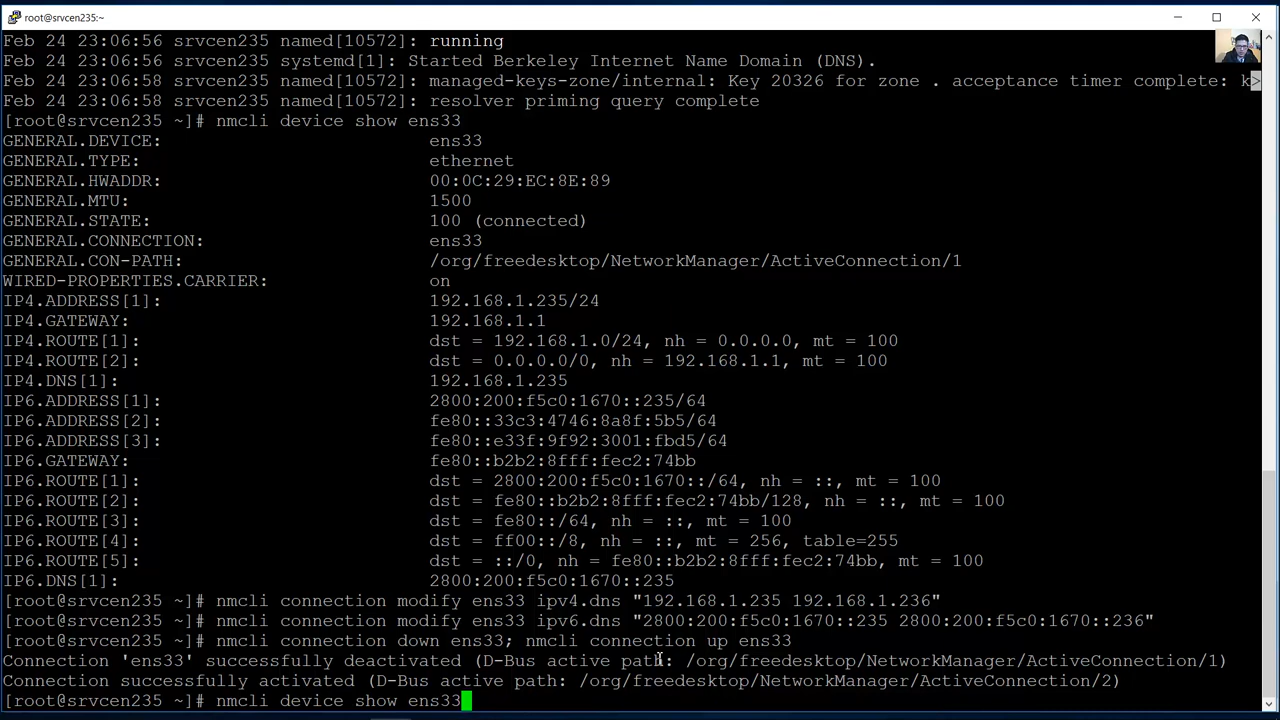 root@srvcen235:~
Feb 24 23:06:56 srvcen235 named[10572]: running
Feb 24 23:06:56 srvcen235 systemd[1]: Started Berkeley Internet Name Domain (DNS).
Feb 24 23:06:58 srvcen235 named[10572]: managed-keys-zone/internal: Key 20326 for zone . acceptance timer complete: k>
Feb 24 23:06:58 srvcen235 named[10572]: resolver priming query complete
[root@srvcen235 ~]# nmcli device show ens33
GENERAL.DEVICE: ens33
GENERAL.TYPE: ethernet
GENERAL.HWADDR: 00:0C:29:EC:8E:89
GENERAL.MTU: 1500
GENERAL.STATE: 100 (connected)
GENERAL.CONNECTION: ens33
GENERAL.CON-PATH: /org/freedesktop/NetworkManager/ActiveConnection/1
WIRED-PROPERTIES.CARRIER: on
IP4.ADDRESS[1]: 192.168.1.235/24
IP4.GATEWAY: 192.168.1.1
IP4.ROUTE[1]: dst = 192.168.1.0/24, nh = 0.0.0.0, mt = 100
IP4.ROUTE[2]: dst = 0.0.0.0/0, nh = 192.168.1.1, mt = 100
IP4.DNS[1]: 192.168.1.235
IP6.ADDRESS[1]: 2800:200:f5c0:1670::235/64
IP6.ADDRESS[2]: fe80::33c3:4746:8a8f:5b5/64
IP6.ADDRESS[3]: fe80::e33f:9f92:3001:fbd5/64
IP6.GATEWAY: fe80::b2b2:8fff:fec2:74bb
IP6.ROUTE[1]: dst = 2800:200:f5c0:1670::/64, nh = ::, mt = 100
IP6.ROUTE[2]: dst = fe80::b2b2:8fff:fec2:74bb/128, nh = ::, mt = 100
IP6.ROUTE[3]: dst = fe80::/64, nh = ::, mt = 100
IP6.ROUTE[4]: dst = ff00::/8, nh = ::, mt = 256, table=255
IP6.ROUTE[5]: dst = ::/0, nh = fe80::b2b2:8fff:fec2:74bb, mt = 100
IP6.DNS[1]: 2800:200:f5c0:1670::235
[root@srvcen235 ~]# nmcli connection modify ens33 ipv4.dns "192.168.1.235 192.168.1.236"
[root@srvcen235 ~]# nmcli connection modify ens33 ipv6.dns "2800:200:f5c0:1670::235 2800:200:f5c0:1670::236"
[root@srvcen235 ~]# nmcli connection down ens33; nmcli connection up ens33
Connection 'ens33' successfully deactivated (D-Bus active path: /org/freedesktop/NetworkManager/ActiveConnection/1)
Connection successfully activated (D-Bus active path: /org/freedesktop/NetworkManager/ActiveConnection/2)
[root@srvcen235 ~]# nmcli device show ens33